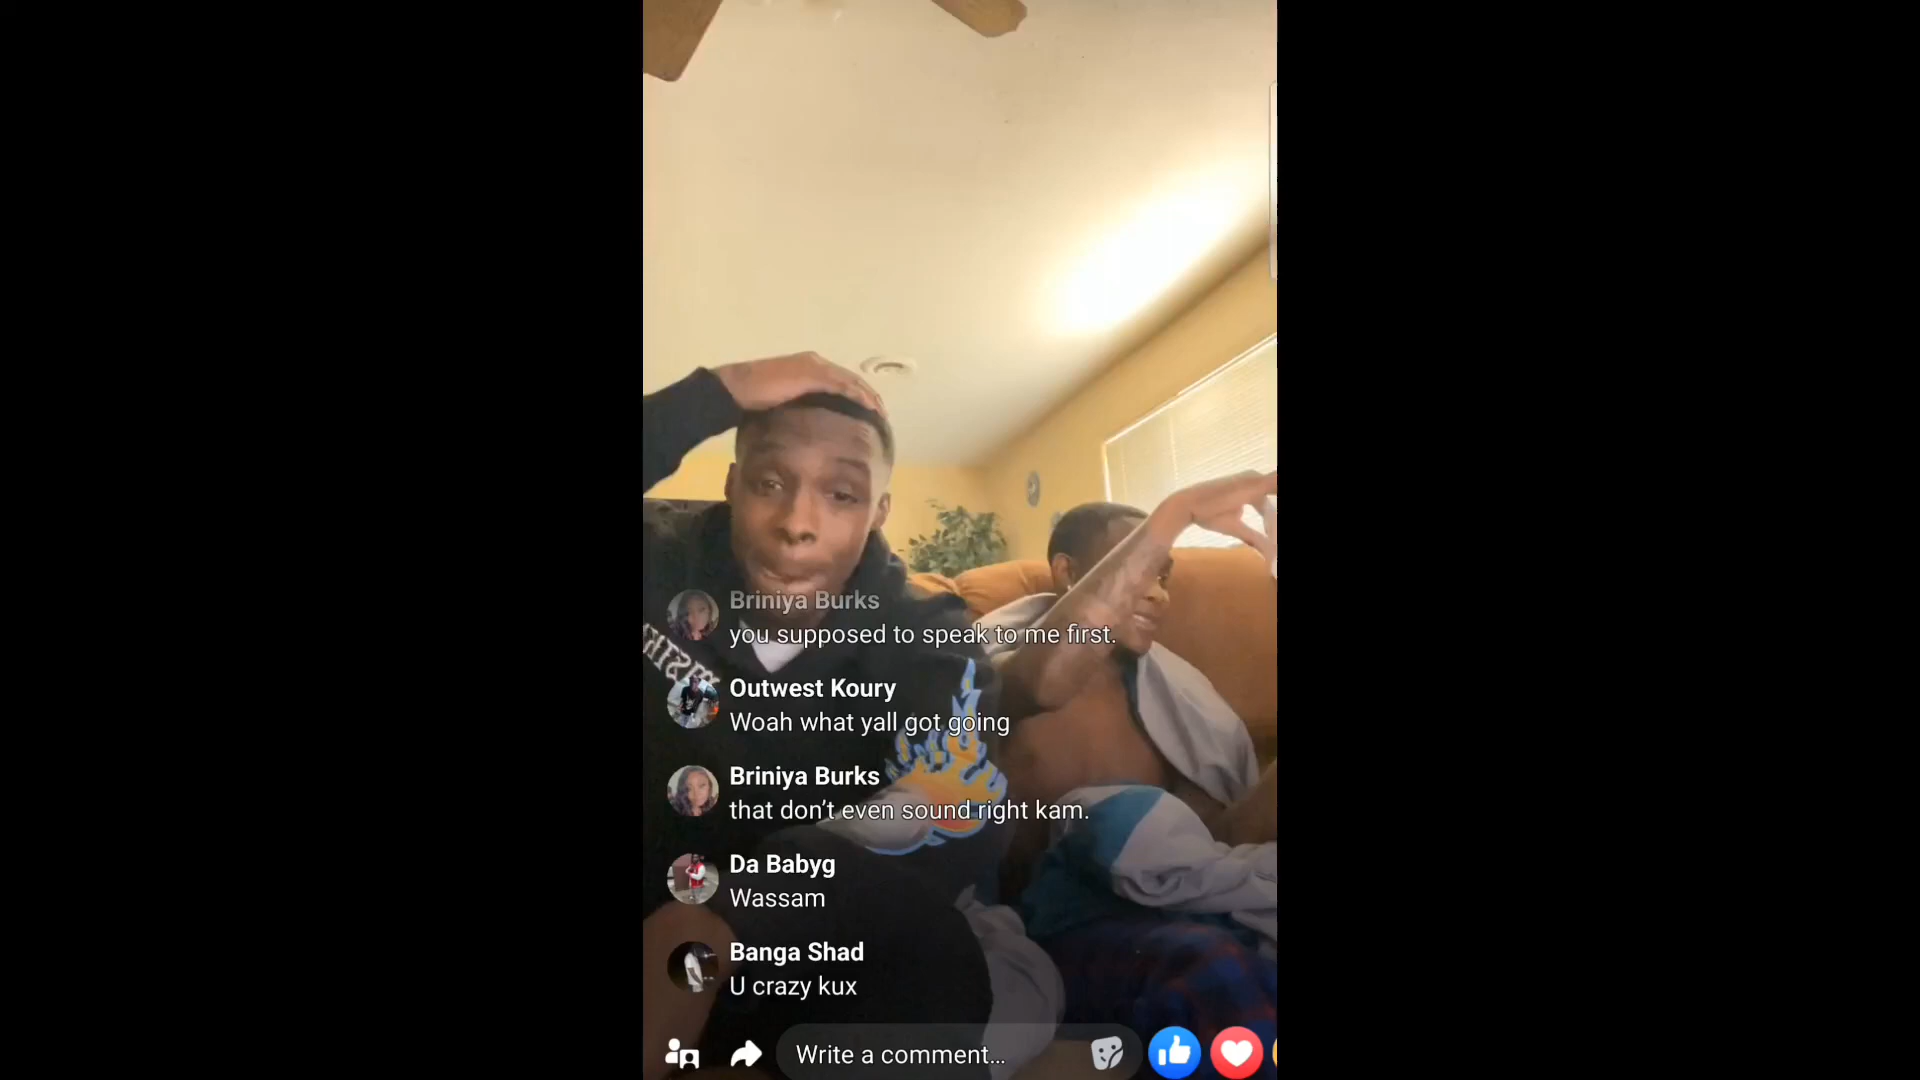 Briniya Burks
you supposed to speak to me first.
Outwest Koury
Woah what yall got going
Briniya Burks
that don’t even sound right kam.
Da Babyg
Wassam
Banga Shad
U crazy kux
Write a comment...